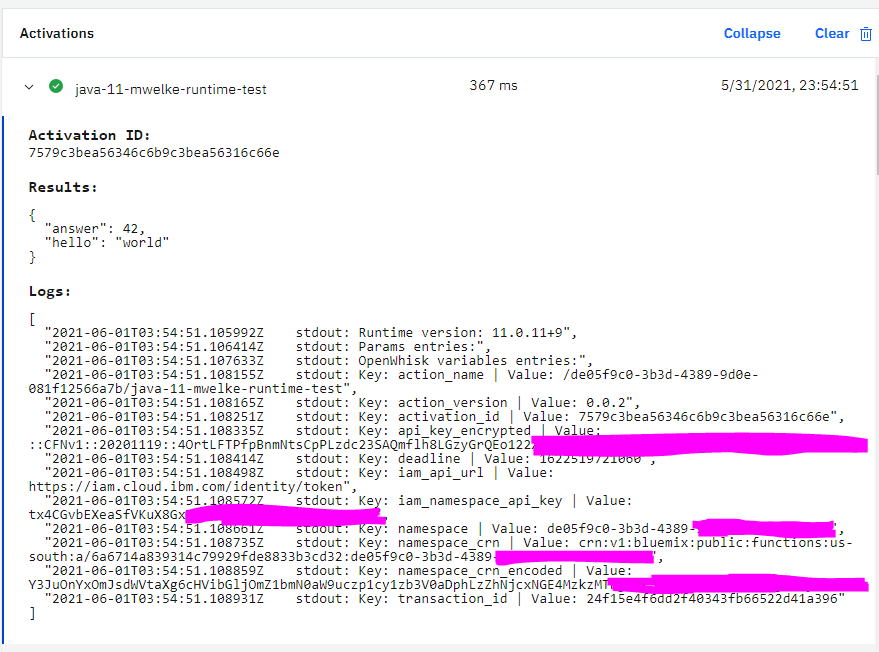 Activations
Collapse
Clear
java-11-mwelke-runtime-test
367 ms
5/31/2021, 23:54:51
Activation ID:
7579c3bea56346c6b9c3bea56316c66e
Results:
{
"answer": 42,
"hello": "world"
}
Logs:
[
"2021-06-01T03:54:51.105992Z    stdout: Runtime version: 11.0.11+9",
"2021-06-01T03:54:51.106414Z    stdout: Params entries:",
"2021-06-01T03:54:51.107633Z    stdout: OpenWhisk variables entries:",
"2021-06-01T03:54:51.108155Z    stdout: Key: action_name | Value: /de05f9c0-3b3d-4389-9d0e-
081f12566a7b/java-11-mwelke-runtime-test",
"2021-06-01T03:54:51.108165Z    stdout: Key: action_version | Value: 0.0.2",
"2021-06-01T03:54:51.108251Z    stdout: Key: activation_id | Value: 7579c3bea56346c6b9c3bea56316c66e",
"2021-06-01T03:54:51.108335Z    stdout: Key: api_key_encrypted | Value:
::CFNv1::20201119::4OrtLFTPfpBnmNtsCpPLzdc23SAQmflh8LGzyGrQEo122
"2021-06-01T03:54:51.108414Z    stdout: Key: deadline | Value: 1622519721060",
"2021-06-01T03:54:51.108498Z    stdout: Key: iam_api_url | Value:
https://iam.cloud.ibm.com/identity/token",
"2021-06-01T03:54:51.108572Z    stdout: Key: iam_namespace_api_key | Value:
tx4CGvbEXeaSfVKuX8Gx
"2021-06-01T03:54:51.108661Z    stdout: Key: namespace | Value: de05f9c0-3b3d-4389-
"2021-06-01T03:54:51.108735Z    stdout: Key: namespace_crn | Value: crn:v1:bluemix:public:functions:us-
south:a/6a6714a839314c79929fde8833b3cd32:de05f9c0-3b3d-4389-
"2021-06-01T03:54:51.108859Z    stdout: Key: namespace_crn_encoded | Value:
Y3JuOnYxOmJsdWVtaXg6cHVibGljOmZ1bmN0aW9uczp1cy1zb3V0aDphLzZhNjcxNGE4MzkzMT
"2021-06-01T03:54:51.108931Z    stdout: Key: transaction_id | Value: 24f15e4f6dd2f40343fb66522d41a396"
]